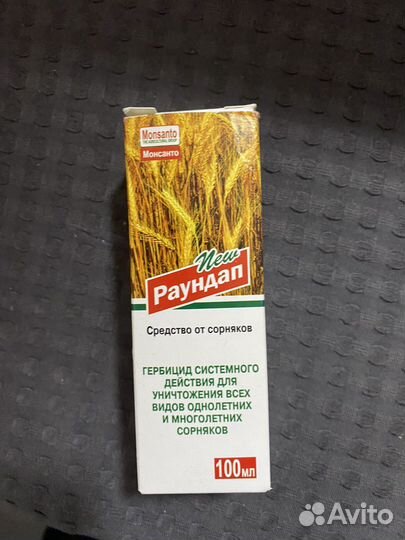 Monsanto
THE AGRICULTURAL GROUP
Монсанто
New
Раундап
Средство от сорняков
ГЕРБИЦИД СИСТЕМНОГО
ДЕЙСТВИЯ ДЛЯ
УНИЧТОЖЕНИЯ ВСЕХ
ВИДОВ ОДНОЛЕТНИХ
И МНОГОЛЕТНИХ
СОРНЯКОВ
100мл
Avito